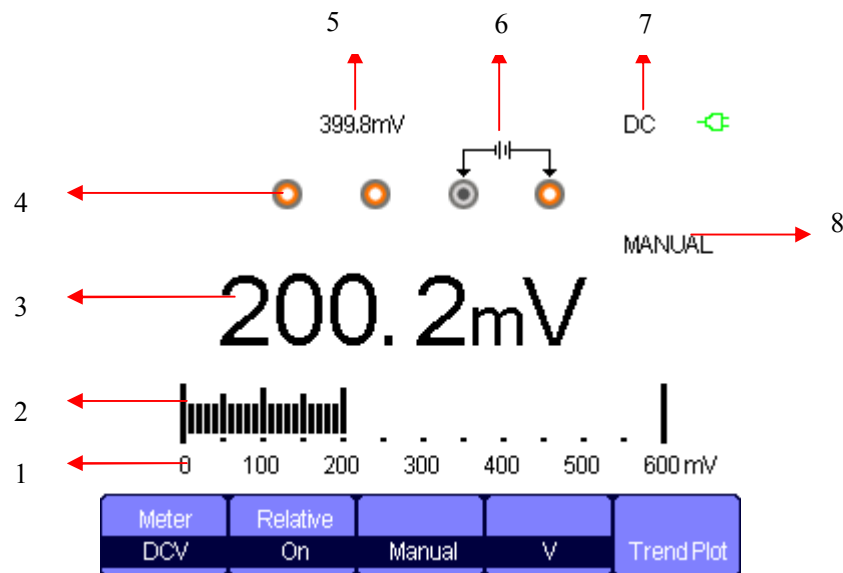 5 6 7
399.8mV DC
4
MANUAL 8
3 200. 2mV
2
1 0 100 200 300 400 500 600 mV
Meter Relative
DCV On Manual V Trend Plot